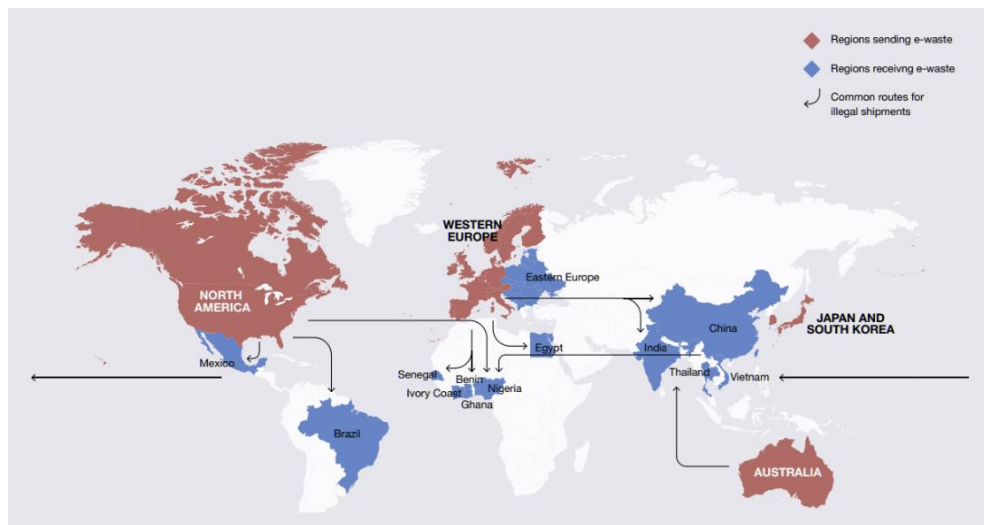 Regions sending e-waste
Regions receivng e-waste
Common routes for
illegal shipments
WESTERN
EUROPE
Eastern Europe
NORTH
AMERICA
JAPAN AND
SOUTH KOREA
China
Mexico
Egypt
India
Senegal
Benin
Thailand
Vietnam
Ivory Coast
Nigeria
Ghana
Brazil
AUSTRALIA